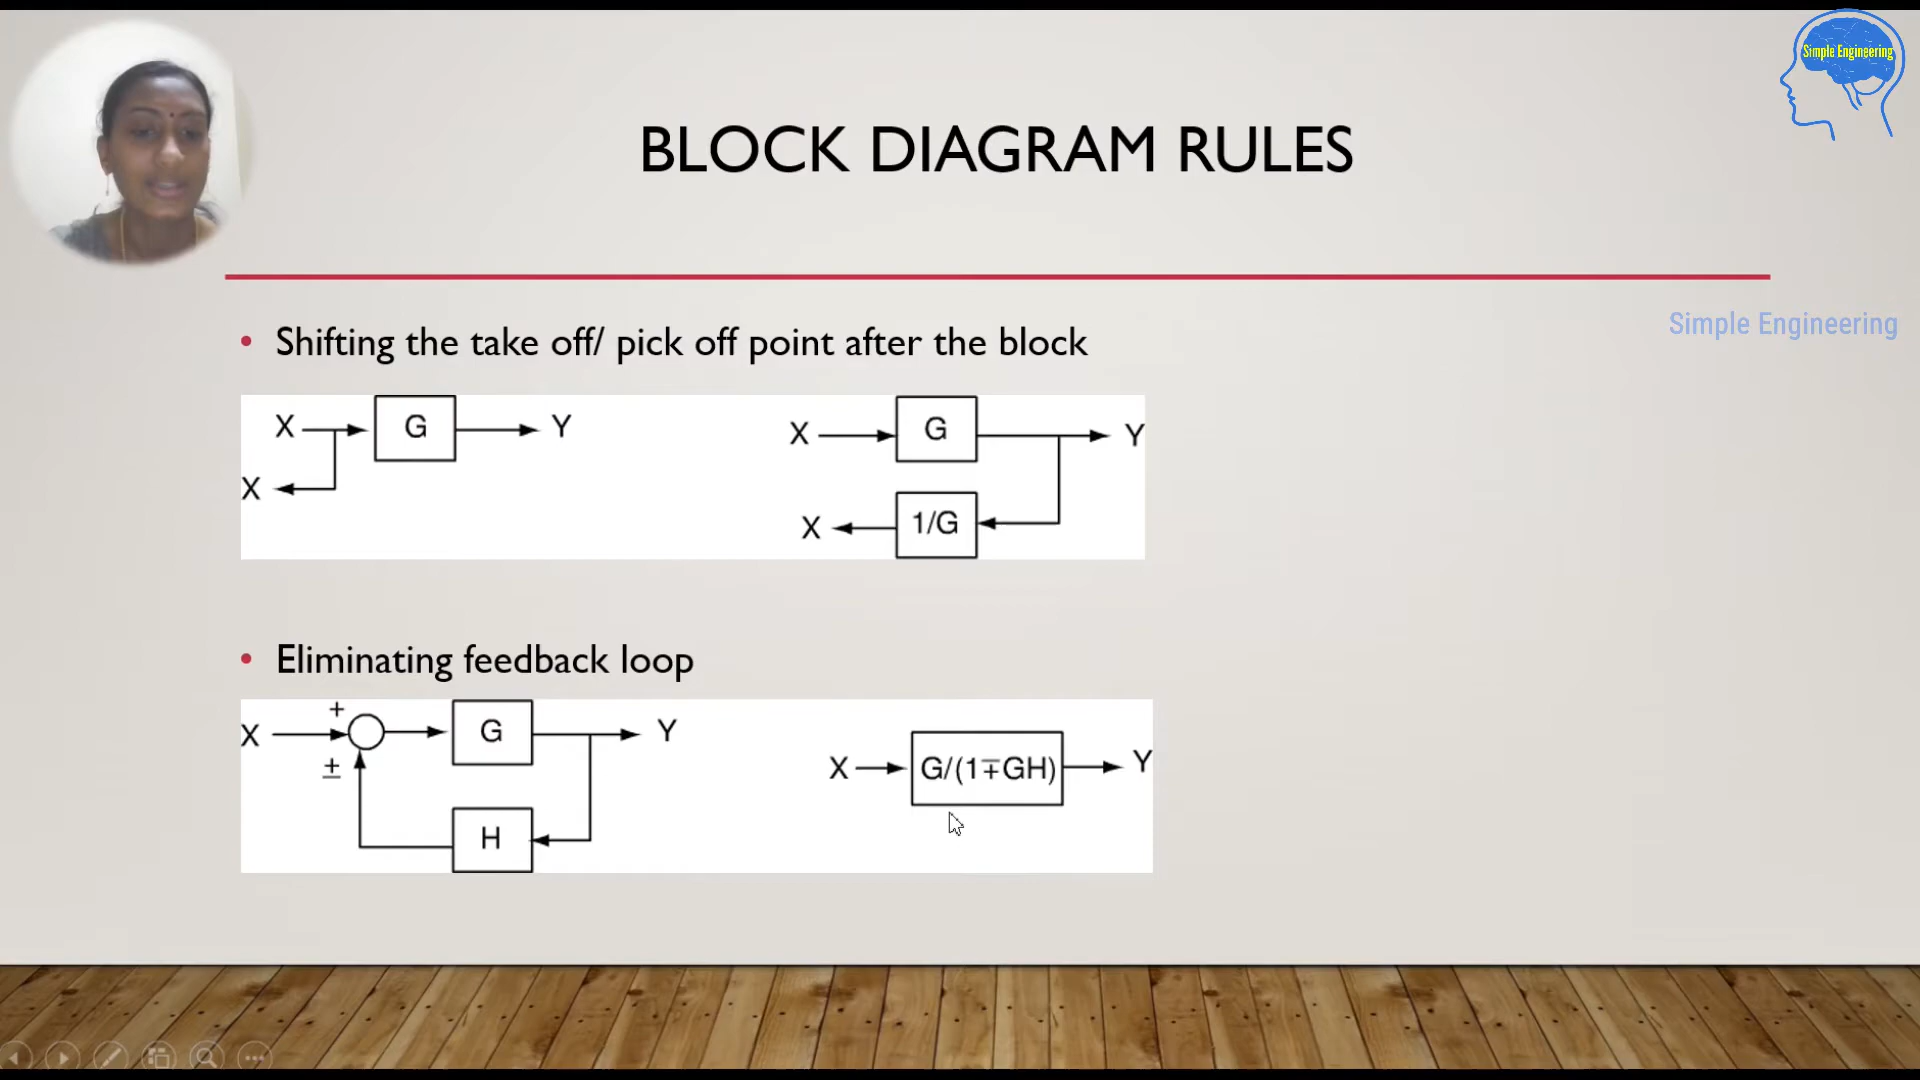 Simple Engineering
BLOCK DIAGRAM RULES
Simple Engineering
• Shifting the take off/ pick off point after the block
X G Y X G Y
X X 1/G
• Eliminating feedback loop
X + G Y X G/(1∓GH) Y
±
H